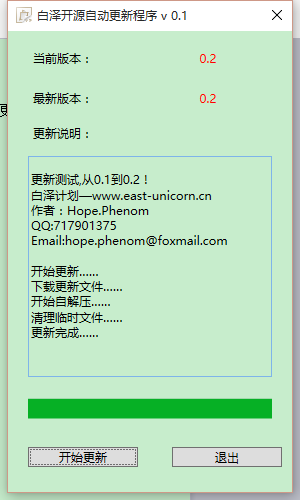 白泽开源自动更新程序 v 0.1
当前版本： 0.2
最新版本： 0.2
更新说明：
更新测试,从0.1到0.2！
白泽计划—www.east-unicorn.cn
作者：Hope.Phenom
QQ:717901375
Email:hope.phenom@foxmail.com
开始更新......
下载更新文件......
开始自解压......
清理临时文件......
更新完成......
开始更新 退出